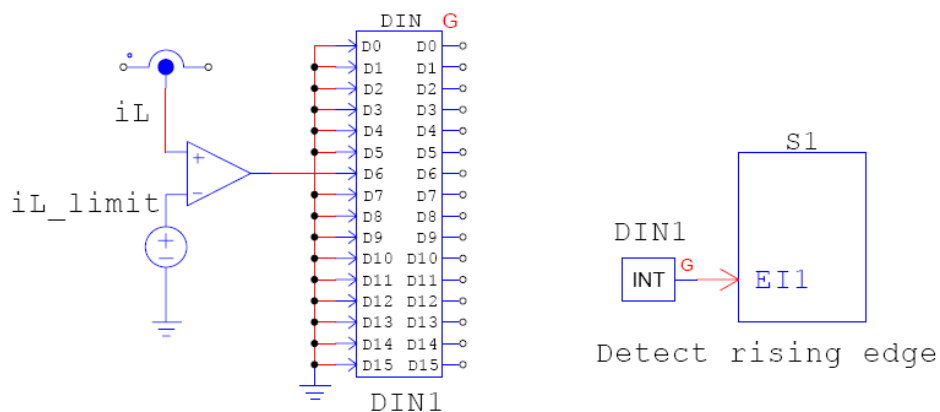 DIN G
D0 D0
D1 D1
D2 D2
D3 D3
D4 D4
D5 D5
D6 D6
D7 D7
D8 D8
D9 D9
D10 D10
D11 D11
D12 D12
D13 D13
D14 D14
D15 D15
DIN1
iL
+
-
iL_limit
+
-
S1
DIN1
INT
G
EI1
Detect rising edge